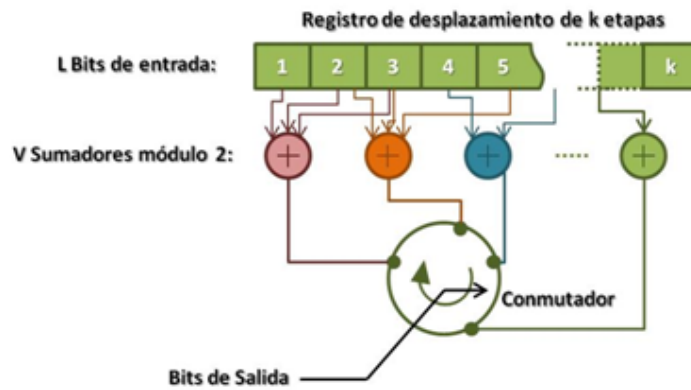 Registro de desplazamiento de k etapas
L Bits de entrada: 1 2 3 4 5 k
V Sumadores módulo 2:
Conmutador
Bits de Salida